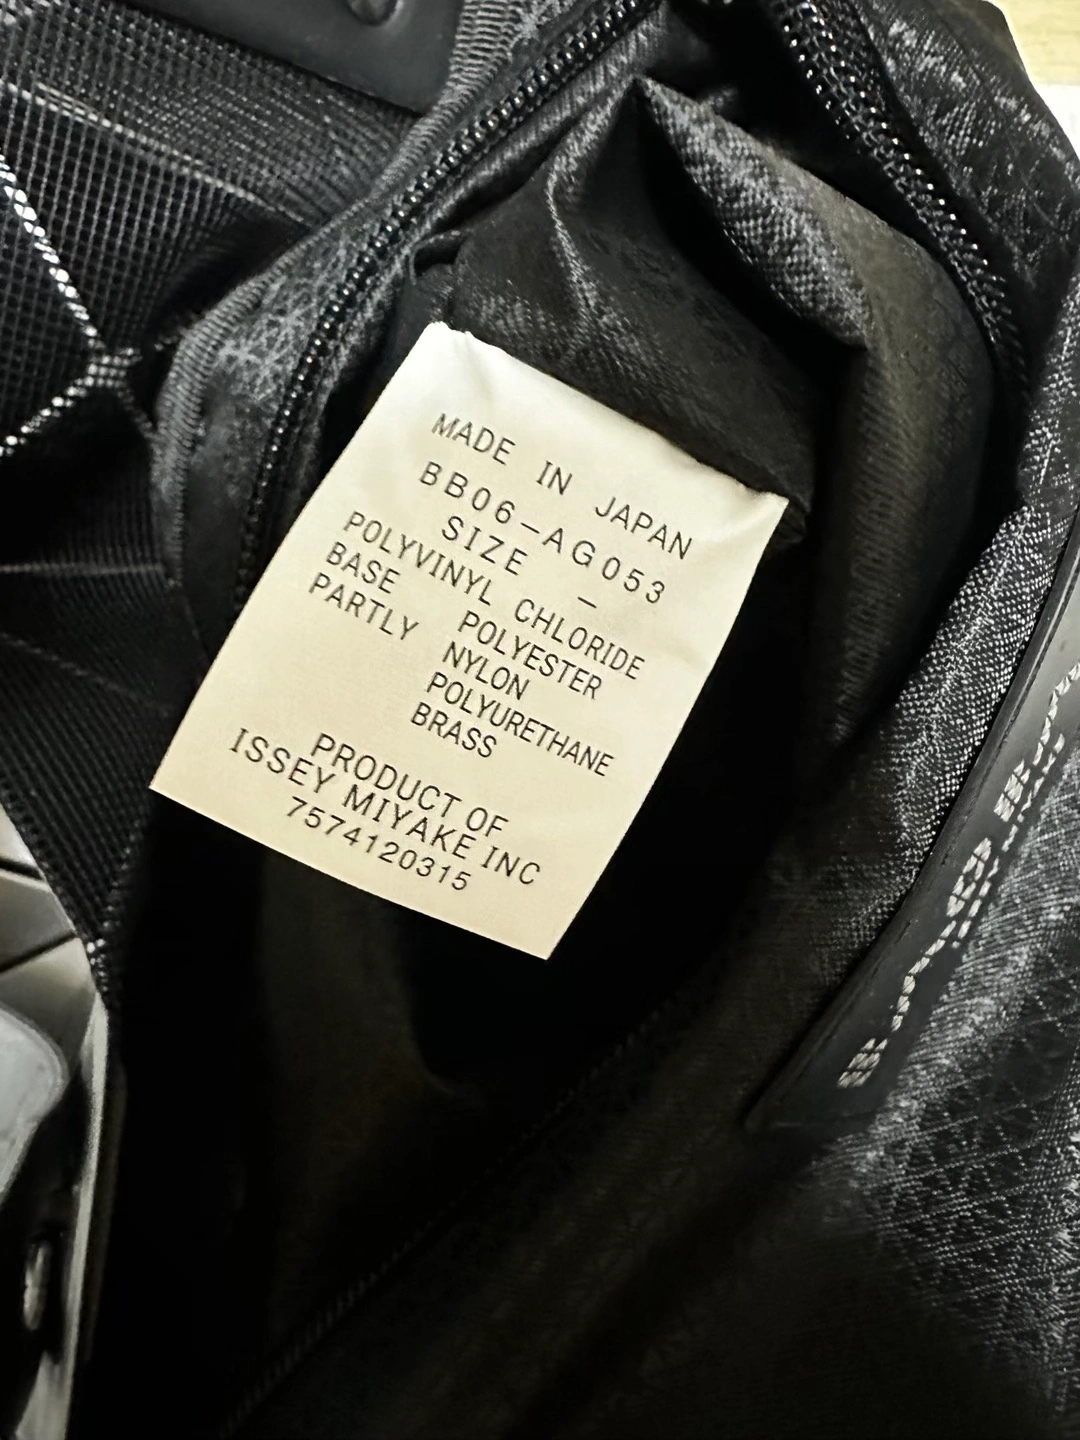 MADE IN JAPAN
BB06-AG053
SIZE -
POLYVINYL CHLORIDE
BASE POLYESTER
PARTLY NYLON
POLYURETHANE
BRASS
PRODUCT OF
ISSEY MIYAKE INC
7574120315